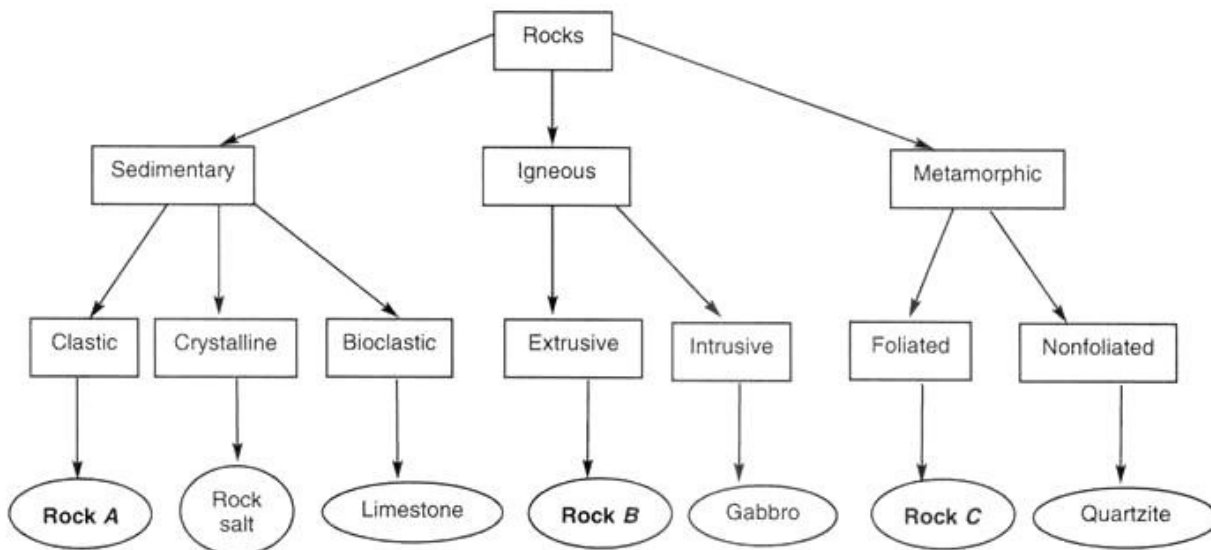 Rocks
Sedimentary
Igneous
Metamorphic
Clastic
Crystalline
Bioclastic
Extrusive
Intrusive
Foliated
Nonfoliated
Rock A
Rock
salt
Limestone
Rock B
Gabbro
Rock C
Quartzite